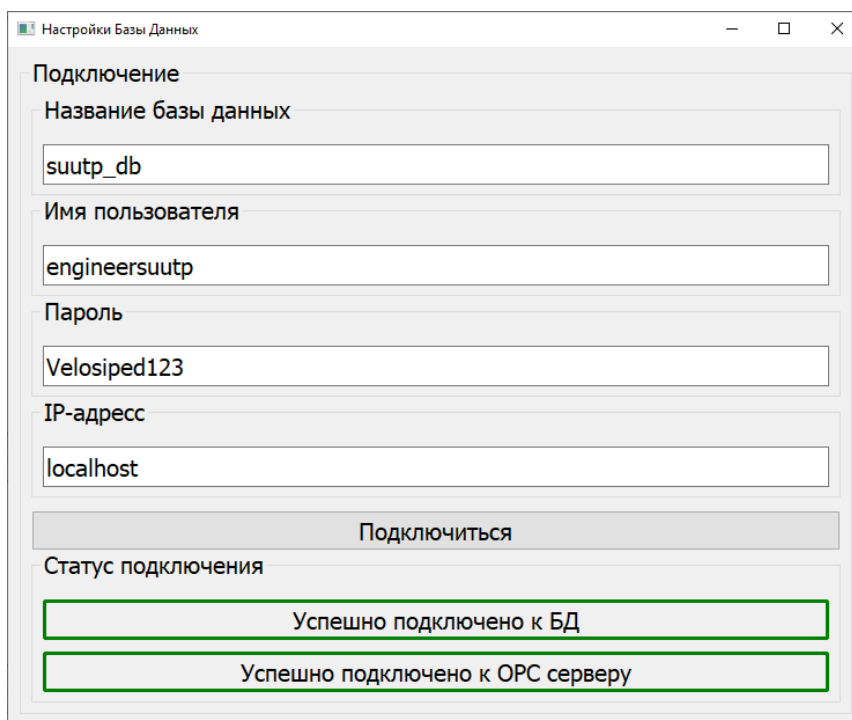 Настройки Базы Данных
Подключение
Название базы данных
suutp_db
Имя пользователя
engineersuutp
Пароль
Velosiped123
IP-адресс
localhost
Подключиться
Статус подключения
Успешно подключено к БД
Успешно подключено к OPC серверу